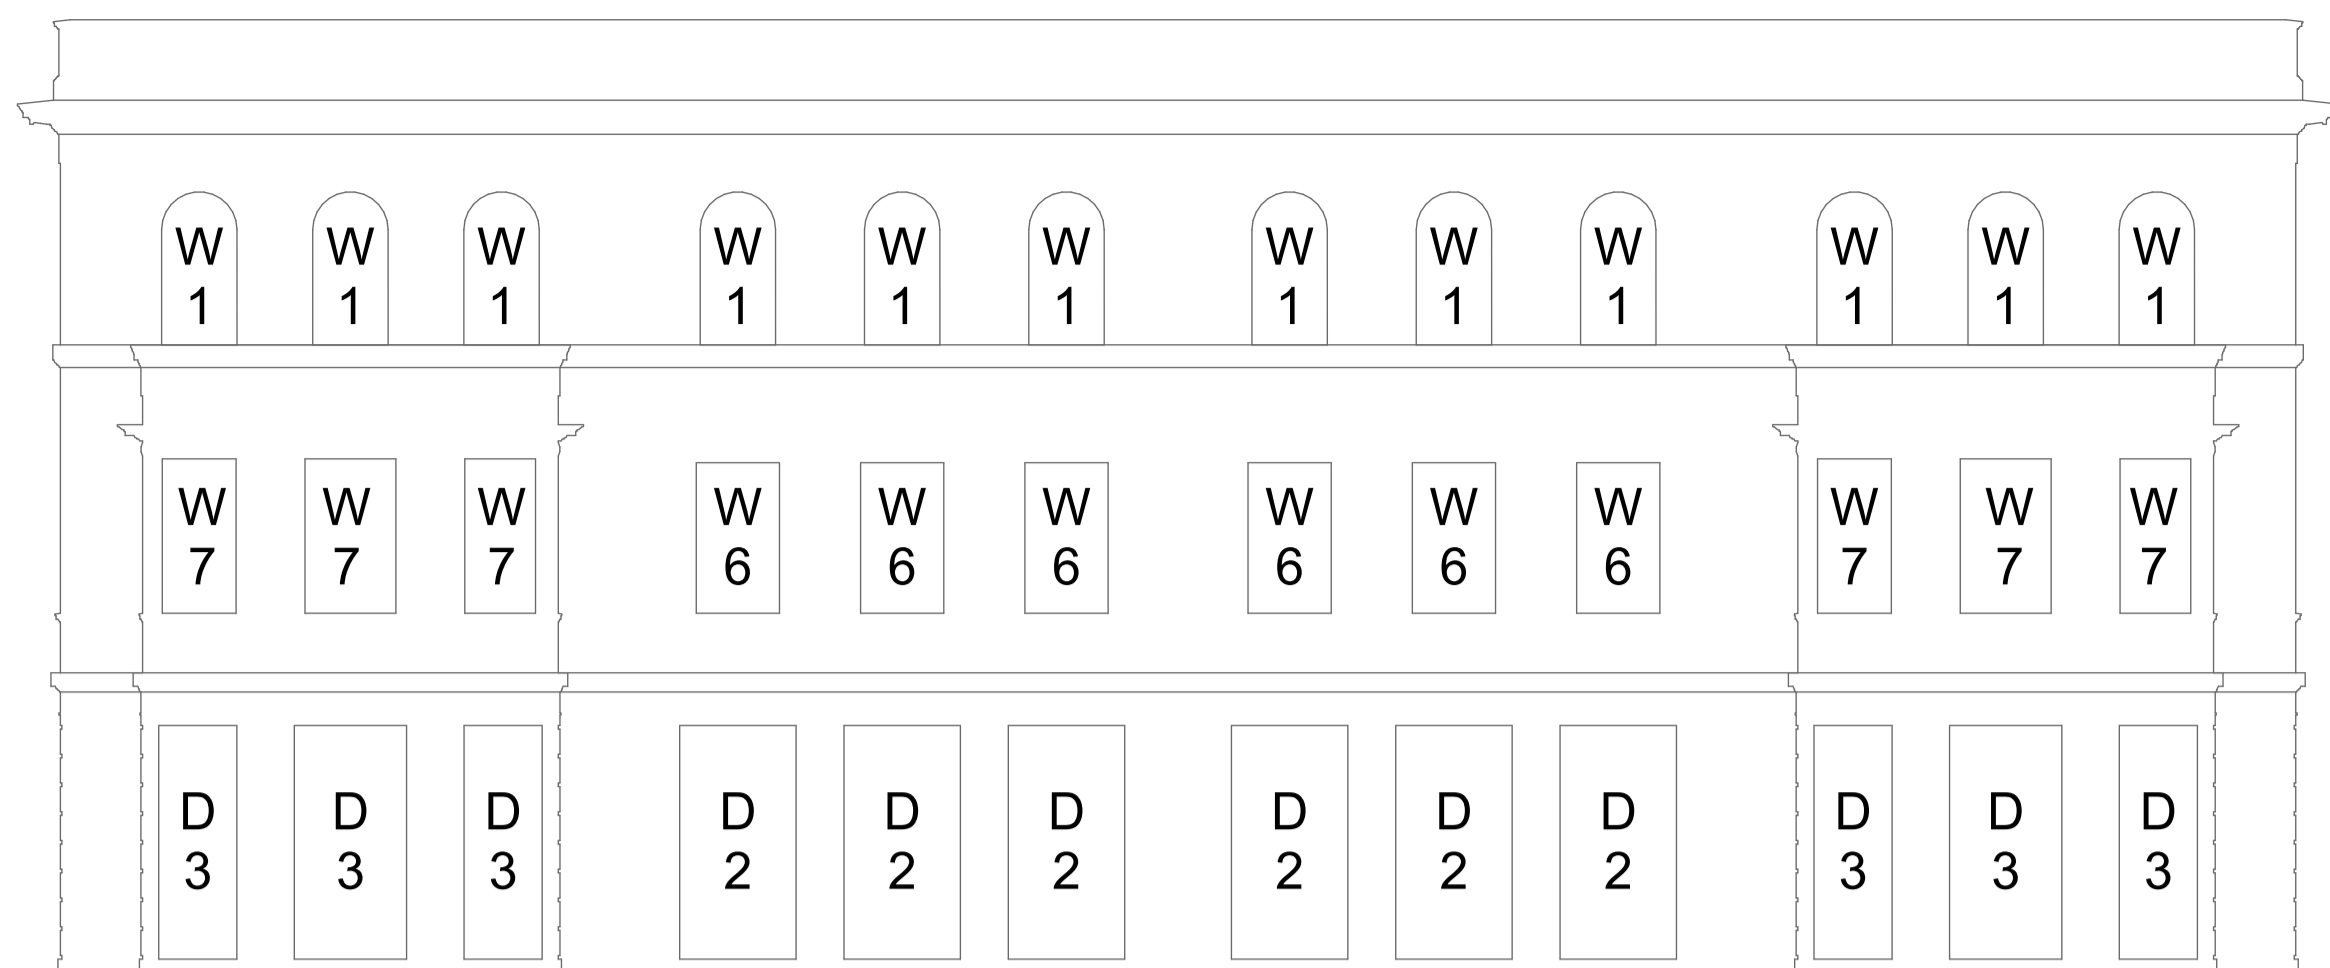 W W W W W W W W W W W W
1 1 1 1 1 1 1 1 1 1 1 1
W W W W W W W W W W W W
7 7 7 6 6 6 6 6 6 7 7 7
D D D D D D D D D D D D
3 3 3 2 2 2 2 2 2 3 3 3